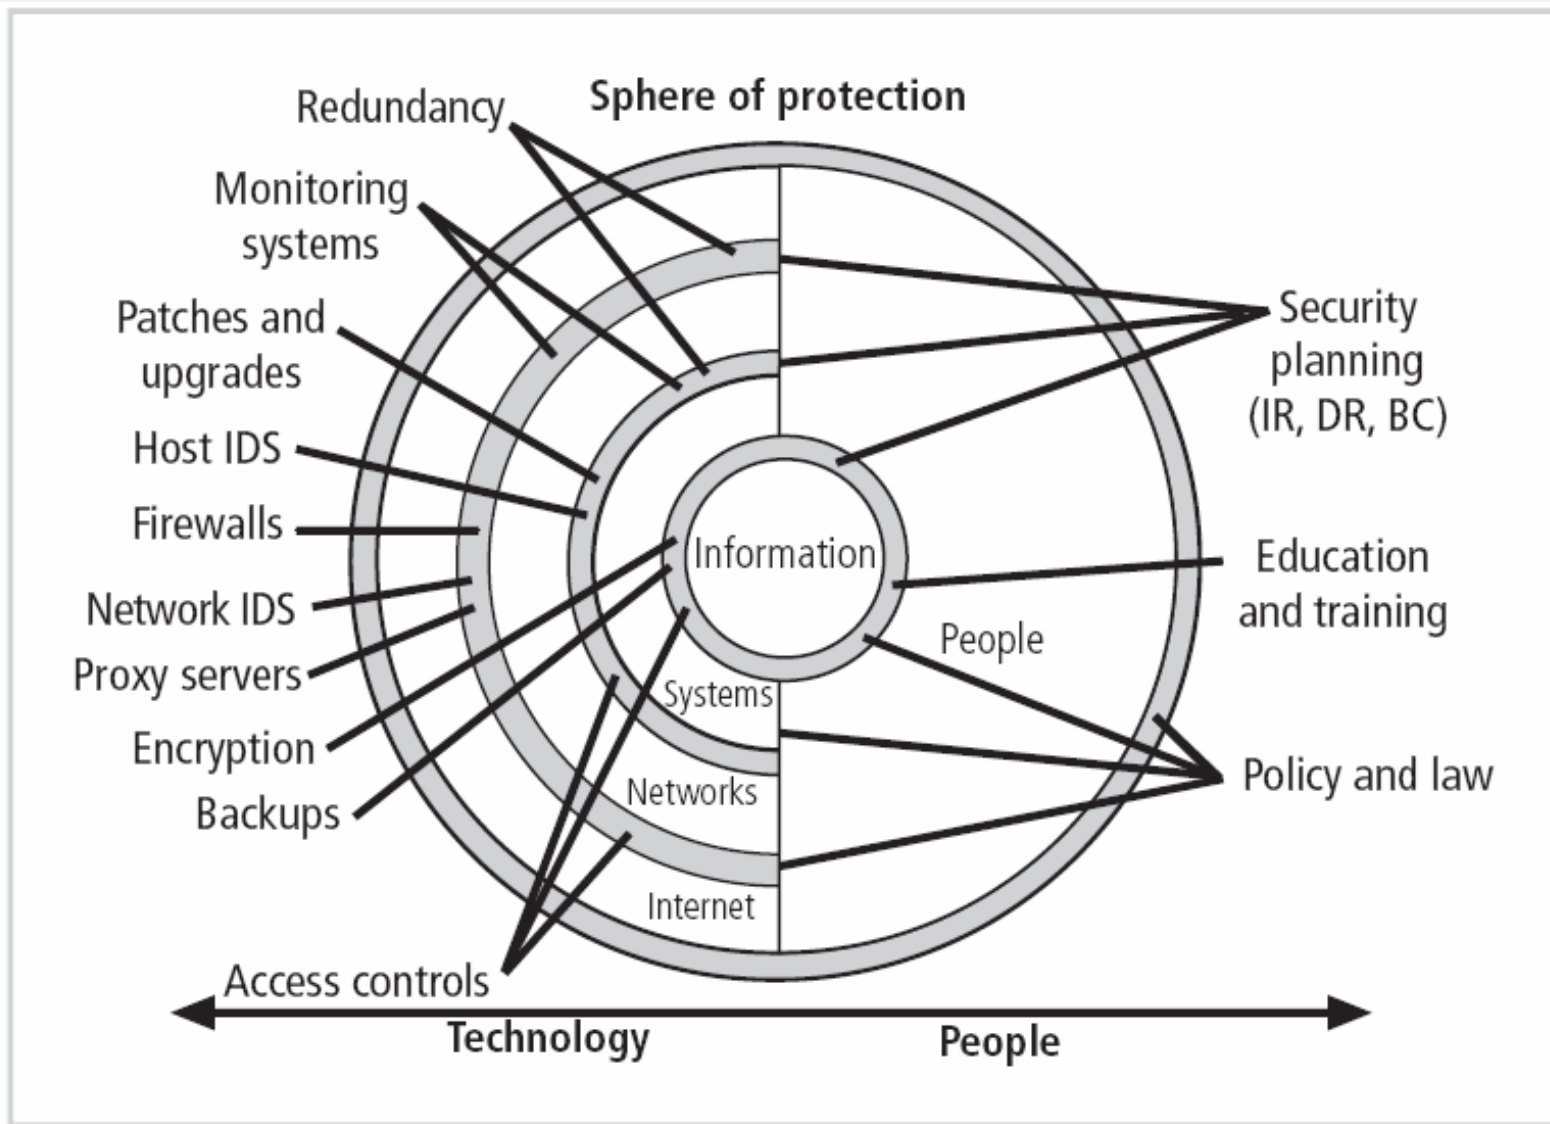 Sphere of protection
Redundancy
Monitoring
systems
Patches and
upgrades
Host IDS
Firewalls
Network IDS
Proxy servers
Encryption
Backups
Access controls
Information
Systems
Networks
Internet
People
Security
planning
(IR, DR, BC)
Education
and training
Policy and law
Technology
People